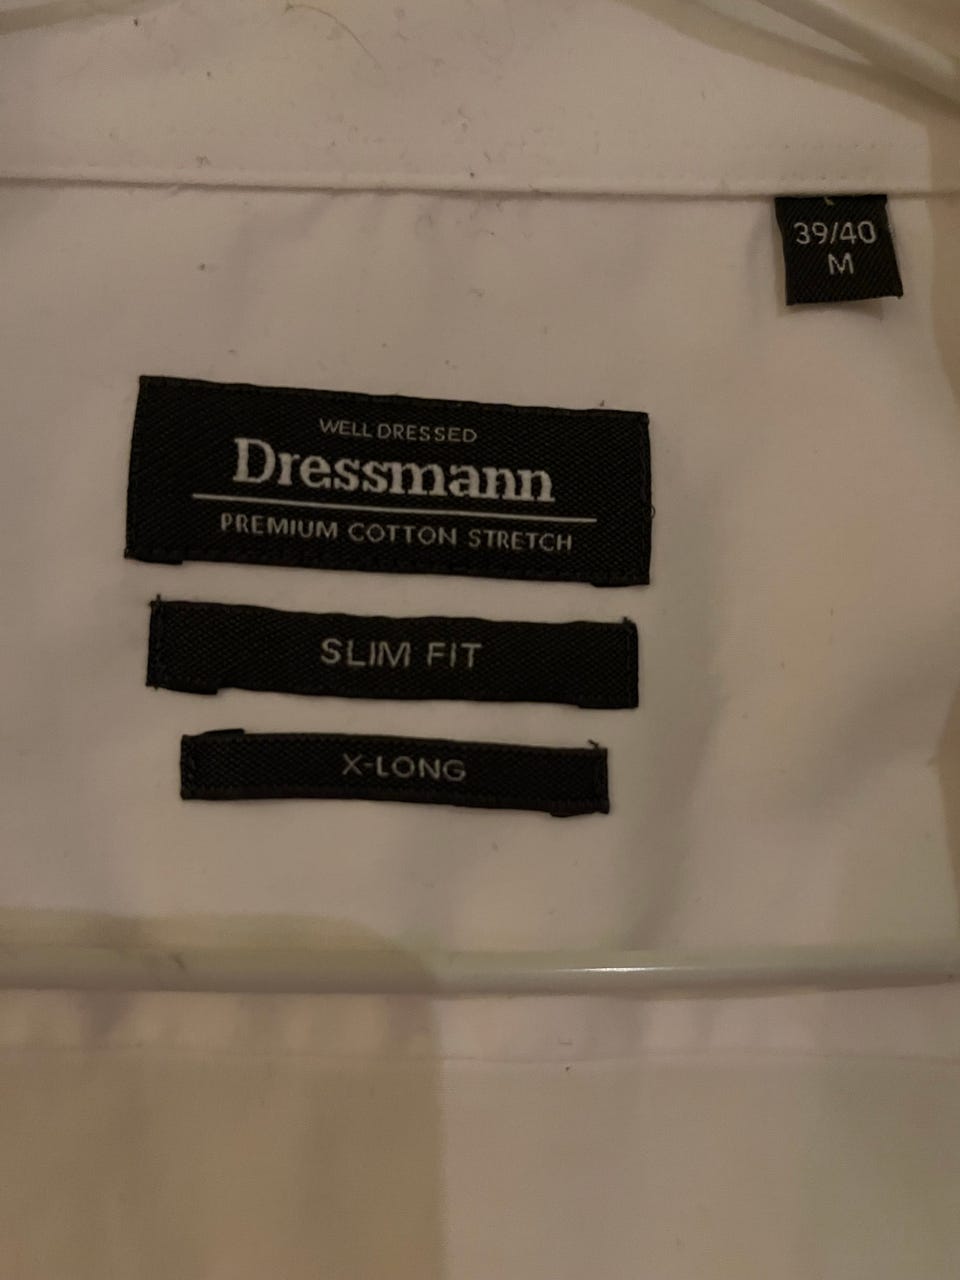 39/40
M
WELL DRESSED
Dressmann
PREMIUM COTTON STRETCH
SLIM FIT
X-LONG